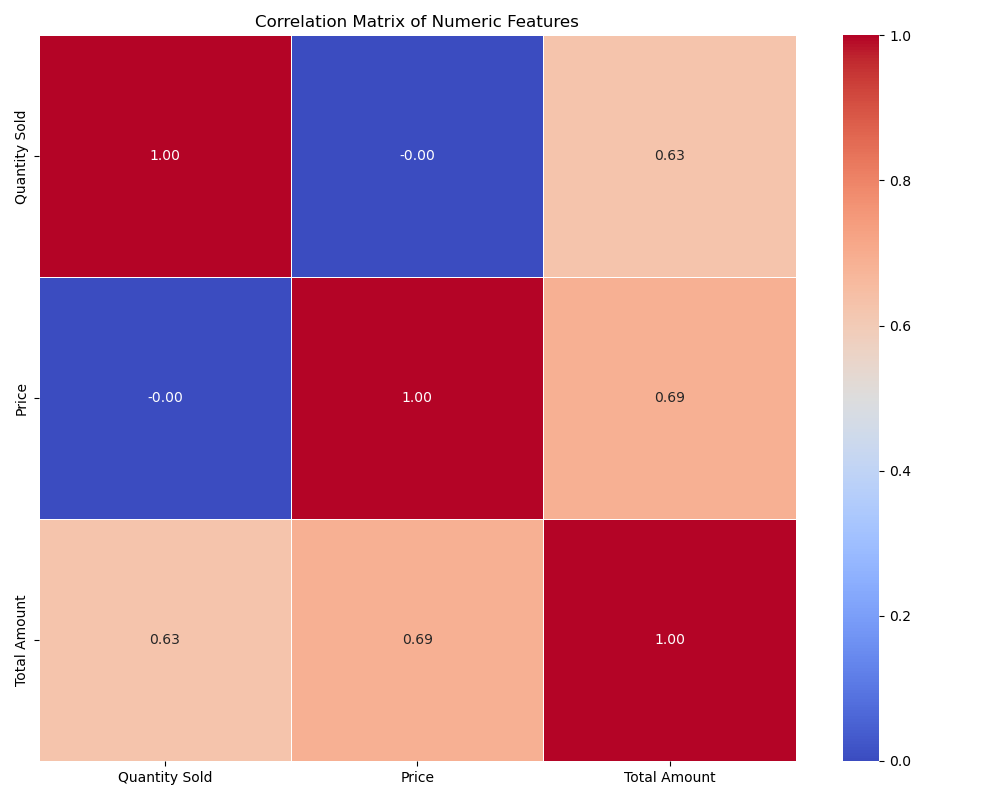 Correlation Matrix of Numeric Features
Quantity Sold
1.00
-0.00
0.63
Price
-0.00
1.00
0.69
Total Amount
0.63
0.69
1.00
Quantity Sold
Price
Total Amount
1.0
0.8
0.6
0.4
0.2
0.0